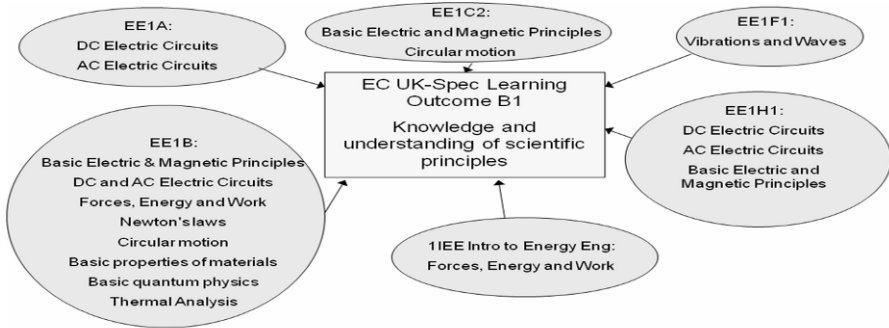 EE1A:
DC Electric Circuits
AC Electric Circuits
EE1C2:
Basic Electric and Magnetic Principles
Circular motion
EE1F1:
Vibrations and Waves
EC UK-Spec Learning
Outcome B1
Knowledge and
understanding of scientific
principles
EE1H1:
DC Electric Circuits
AC Electric Circuits
Basic Electric and
Magnetic Principles
EE1B:
Basic Electric & Magnetic Principles
DC and AC Electric Circuits
Forces, Energy and Work
Newton's laws
Circular motion
Basic properties of materials
Basic quantum physics
Thermal Analysis
1IEE Intro to Energy Eng:
Forces, Energy and Work